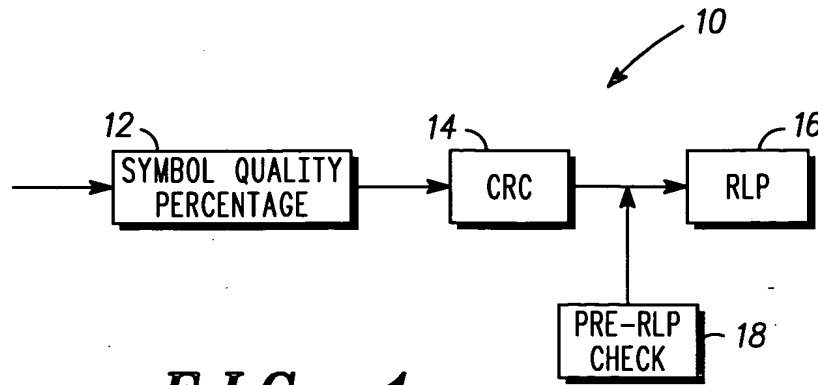 10
12
14
16
SYMBOL QUALITY
PERCENTAGE
CRC
RLP
PRE-RLP
CHECK
18
FIG. 1